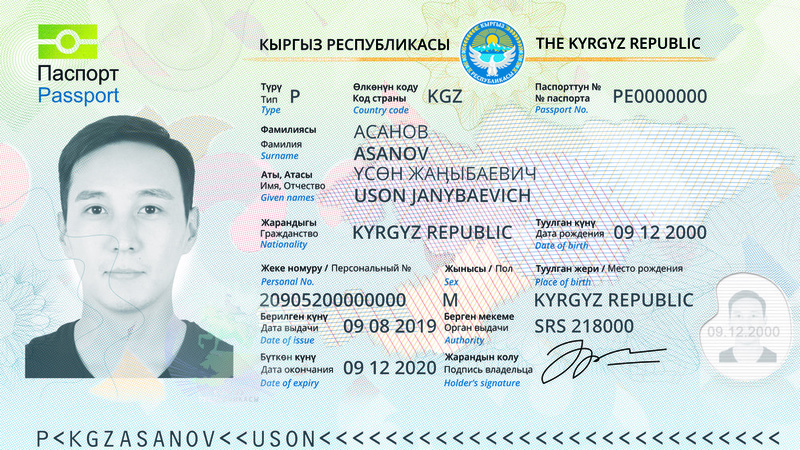 КЫРГЫЗ РЕСПУБЛИКАСЫ THE KYRGYZ REPUBLIC
КЫРГЫЗ РЕСПУБЛИКАСЫ
Паспорт
Passport
Түрү Өлкөнүн коду Паспорттун №
Тип P Код страны KGZ № паспорта PE0000000
Type Country code Passport No.
Фамилиясы АСАНОВ
Фамилия ASANOV
Surname
Аты, Атасы ҮСӨН ЖАҢЫБАЕВИЧ
Имя, Отчество USON JANYBAEVICH
Given names
Жарандыгы Туулган күнү
Гражданство KYRGYZ REPUBLIC Дата рождения 09 12 2000
Nationality Date of birth
Жеке номуру / Персональный № Жынысы / Пол Туулган жери / Место рождения
Personal No. Sex Place of birth
20905200000000 M KYRGYZ REPUBLIC
09.12.2000
Берилген күнү Берген мекеме
Дата выдачи 09 08 2019 Орган выдачи SRS 218000
Date of issue Authority
Бүткөн күнү Жарандын колу
Дата окончания 09 12 2020 Подпись владельца
Date of expiry Holder's signature
P<KGZASANOV<<USON<<<<<<<<<<<<<<<<<<<<<<<<<<<